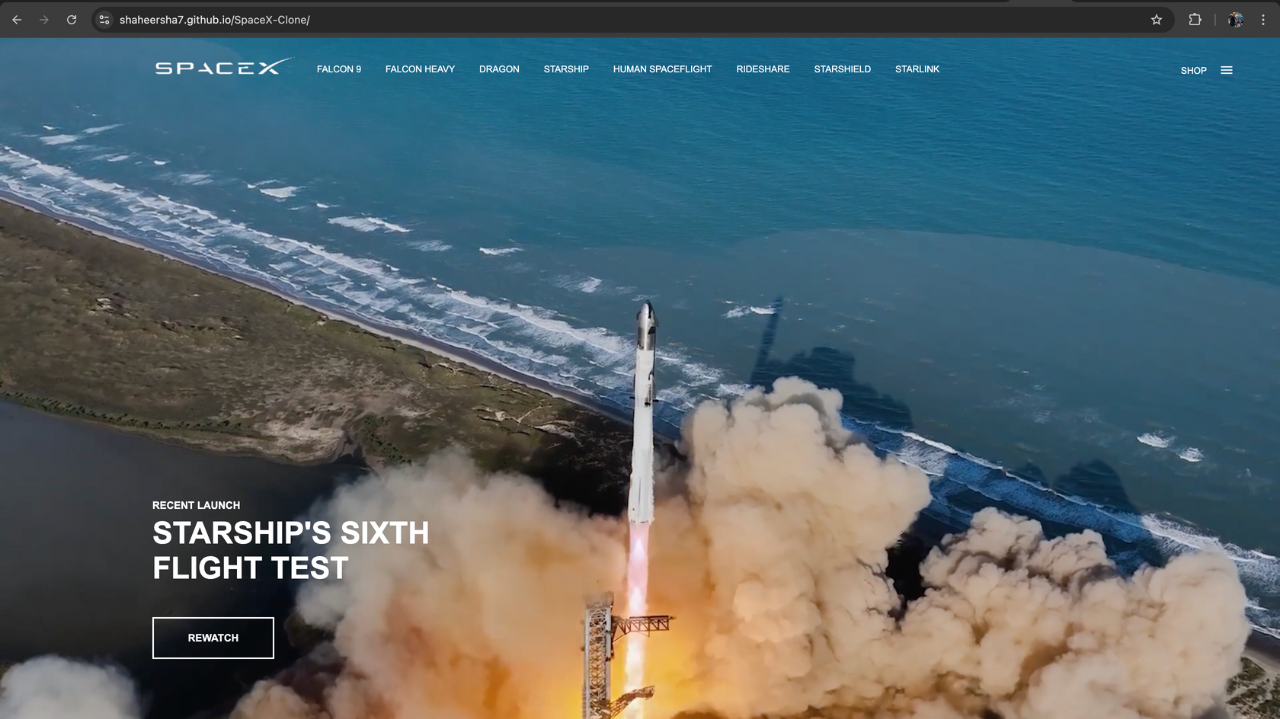 shaheersha7.github.io/SpaceX-Clone/
SPACEX FALCON 9 FALCON HEAVY DRAGON STARSHIP HUMAN SPACEFLIGHT RIDESHARE STARSHIELD STARLINK SHOP
RECENT LAUNCH
STARSHIP'S SIXTH
FLIGHT TEST
REWATCH